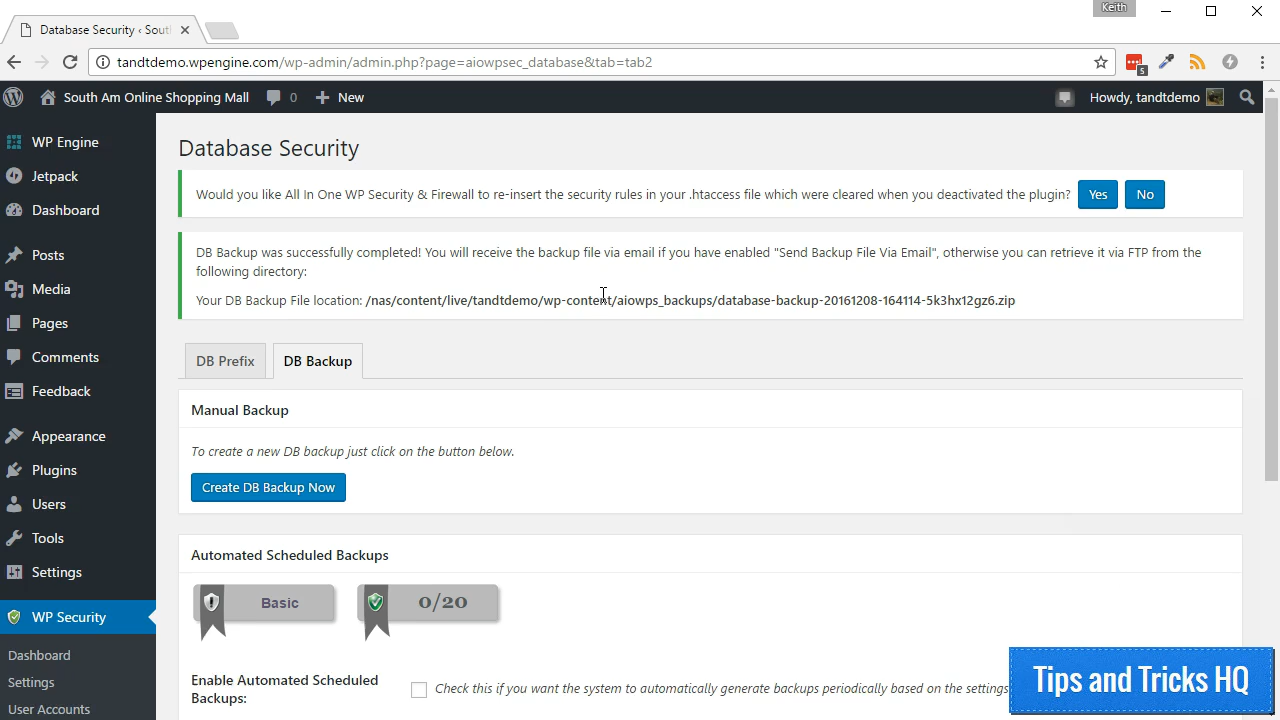 Keith
Database Security ‹ Sout
tandtdemo.wpengine.com/wp-admin/admin.php?page=aiowpsec_database&tab=tab2
5
South Am Online Shopping Mall
0
New
Howdy, tandtdemo
WP Engine
Jetpack
Dashboard
Posts
Media
Pages
Comments
Feedback
Appearance
Plugins
Users
Tools
Settings
WP Security
Dashboard
Settings
User Accounts
Database Security
Would you like All In One WP Security & Firewall to re-insert the security rules in your .htaccess file which were cleared when you deactivated the plugin? Yes No
DB Backup was successfully completed! You will receive the backup file via email if you have enabled "Send Backup File Via Email", otherwise you can retrieve it via FTP from the
following directory:
Your DB Backup File location: /nas/content/live/tandtdemo/wp-content/aiowps_backups/database-backup-20161208-164114-5k3hx12gz6.zip
DB Prefix
DB Backup
Manual Backup
To create a new DB backup just click on the button below.
Create DB Backup Now
Automated Scheduled Backups
Basic
0/20
Enable Automated Scheduled
Backups:
Check this if you want the system to automatically generate backups periodically based on the settings
Tips and Tricks HQ